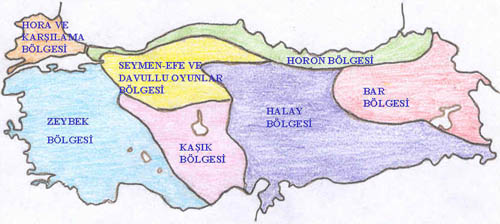 HORA VE
KARŞILAMA
BÖLGESİ
SEYMEN-EFE VE
DAVULLU OYUNLAR
BÖLGESİ
HORON BÖLGESİ
BAR
BÖLGESİ
HALAY
BÖLGESİ
ZEYBEK
BÖLGESİ
KAŞIK
BÖLGESİ